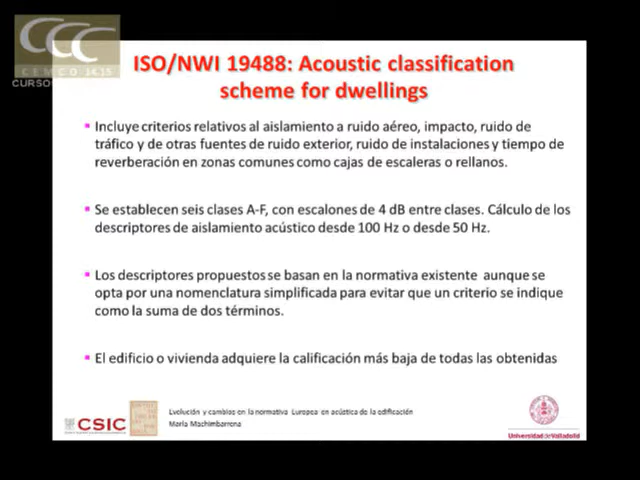 CEMCO 1615
CURSO
ISO/NWI 19488: Acoustic classification
scheme for dwellings
Incluye criterios relativos al aislamiento a ruido aéreo, impacto, ruido de
tráfico y de otras fuentes de ruido exterior, ruido de instalaciones y tiempo de
reverberación en zonas comunes como cajas de escaleras o rellanos.
Se establecen seis clases A-F, con escalones de 4 dB entre clases. Cálculo de los
descriptores de aislamiento acústico desde 100 Hz o desde 50 Hz.
Los descriptores propuestos se basan en la normativa existente aunque se
opta por una nomenclatura simplificada para evitar que un criterio se indique
como la suma de dos términos.
El edificio o vivienda adquiere la calificación más baja de todas las obtenidas
Evolución y cambios en la normativa Europea en acústica de la edificación
María Machimbarrena
CSIC
Universidad de Valladolid